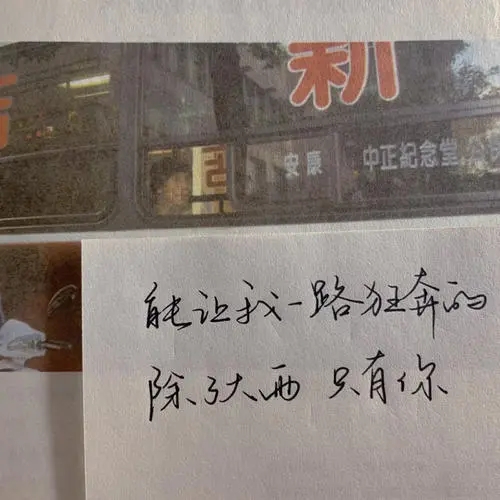 新
安康 中正紀念堂
能让我一路狂奔的
除了大西 只有你